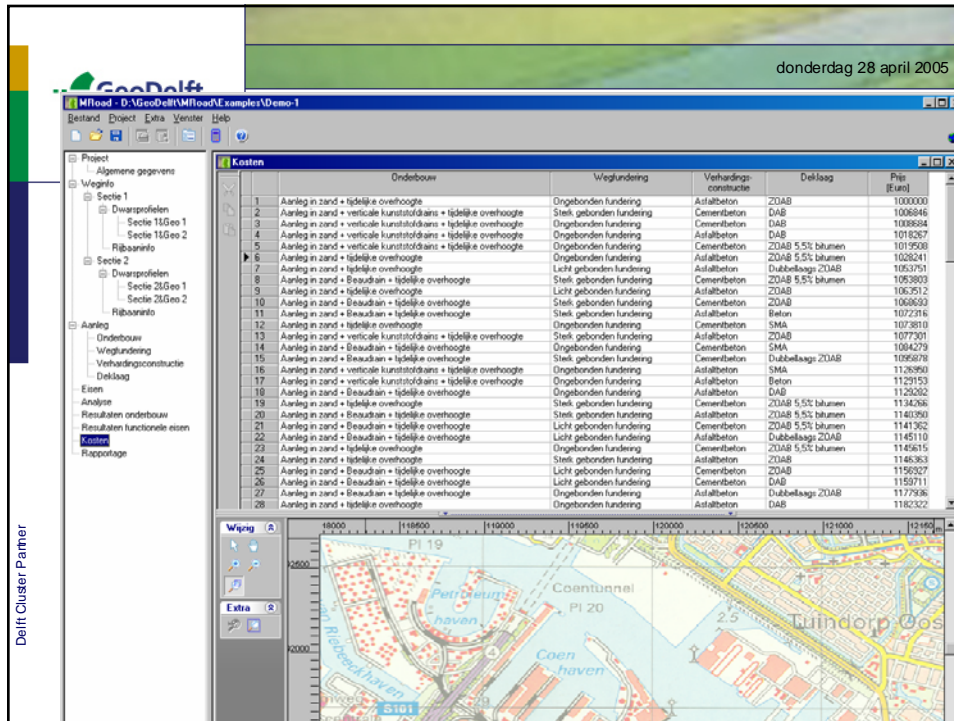 donderdag 28 april 2005
GeoDelft
MRoad - D:\GeoDelft\MRoad\Examples\Demo-1
Bestand Project Extra Venster Help
Project
Algemene gegevens
Weginfo
Sectie 1
Dwarsprofielen
Sectie 1&Geo 1
Sectie 1&Geo 2
Rijbaaninfo
Sectie 2
Dwarsprofielen
Sectie 2&Geo 1
Sectie 2&Geo 2
Rijbaaninfo
Aanleg
Onderbouw
Wegfundering
Verhardingsconstructie
Deklaag
Eisen
Analyse
Resultaten onderbouw
Resultaten functionele eisen
Kosten
Rapportage
Kosten
Onderbouw Wegfundering Verhardings-constructie Deklaag Prijs [Euro]
1 Aanleg in zand + tijdelijke overhoogte Ongebonden fundering Asfaltbeton ZOAB 1000000
2 Aanleg in zand + verticale kunststofdrains + tijdelijke overhoogte Sterk gebonden fundering Cementbeton DAB 1006846
3 Aanleg in zand + verticale kunststofdrains + tijdelijke overhoogte Ongebonden fundering Cementbeton DAB 1008684
4 Aanleg in zand + verticale kunststofdrains + tijdelijke overhoogte Ongebonden fundering Asfaltbeton DAB 1018267
5 Aanleg in zand + verticale kunststofdrains + tijdelijke overhoogte Ongebonden fundering Cementbeton ZOAB 5,5% bitumen 1019508
6 Aanleg in zand + tijdelijke overhoogte Ongebonden fundering Asfaltbeton ZOAB 5,5% bitumen 1028241
7 Aanleg in zand + tijdelijke overhoogte Licht gebonden fundering Asfaltbeton Dubbellaags ZOAB 1053751
8 Aanleg in zand + Beaudrain + tijdelijke overhoogte Sterk gebonden fundering Cementbeton ZOAB 5,5% bitumen 1053803
9 Aanleg in zand + tijdelijke overhoogte Licht gebonden fundering Asfaltbeton ZOAB 1063512
10 Aanleg in zand + Beaudrain + tijdelijke overhoogte Sterk gebonden fundering Cementbeton ZOAB 1068693
11 Aanleg in zand + Beaudrain + tijdelijke overhoogte Sterk gebonden fundering Asfaltbeton Beton 1072316
12 Aanleg in zand + tijdelijke overhoogte Ongebonden fundering Cementbeton SMA 1073810
13 Aanleg in zand + verticale kunststofdrains + tijdelijke overhoogte Sterk gebonden fundering Asfaltbeton ZOAB 1077301
14 Aanleg in zand + Beaudrain + tijdelijke overhoogte Ongebonden fundering Cementbeton SMA 1084279
15 Aanleg in zand + Beaudrain + tijdelijke overhoogte Sterk gebonden fundering Cementbeton Dubbellaags ZOAB 1095878
16 Aanleg in zand + verticale kunststofdrains + tijdelijke overhoogte Ongebonden fundering Asfaltbeton SMA 1126950
17 Aanleg in zand + verticale kunststofdrains + tijdelijke overhoogte Ongebonden fundering Asfaltbeton Beton 1129153
18 Aanleg in zand + Beaudrain + tijdelijke overhoogte Ongebonden fundering Asfaltbeton DAB 1129282
19 Aanleg in zand + Beaudrain + tijdelijke overhoogte Sterk gebonden fundering Cementbeton ZOAB 5,5% bitumen 1134266
20 Aanleg in zand + Beaudrain + tijdelijke overhoogte Sterk gebonden fundering Asfaltbeton ZOAB 5,5% bitumen 1140350
21 Aanleg in zand + Beaudrain + tijdelijke overhoogte Licht gebonden fundering Cementbeton ZOAB 5,5% bitumen 1141362
22 Aanleg in zand + Beaudrain + tijdelijke overhoogte Licht gebonden fundering Asfaltbeton Dubbellaags ZOAB 1145110
23 Aanleg in zand + tijdelijke overhoogte Ongebonden fundering Cementbeton ZOAB 5,5% bitumen 1145615
24 Aanleg in zand + tijdelijke overhoogte Sterk gebonden fundering Asfaltbeton ZOAB 1146363
25 Aanleg in zand + Beaudrain + tijdelijke overhoogte Licht gebonden fundering Cementbeton ZOAB 1156927
26 Aanleg in zand + tijdelijke overhoogte Licht gebonden fundering Cementbeton DAB 1159711
27 Aanleg in zand + Beaudrain + tijdelijke overhoogte Ongebonden fundering Asfaltbeton Dubbellaags ZOAB 1177936
28 Aanleg in zand + Beaudrain + tijdelijke overhoogte Ongebonden fundering Asfaltbeton DAB 1182322
Wijzig
Extra
18000 118500 119000 119500 120000 120500 121000 12150 m
92500
92000
Pl 19
Petroleum
haven
Coentunnel
Pl 20
Coen
haven
van Riebeeckhaven
2.5
Tuindorp Oos
4
S101
Delft Cluster Partner